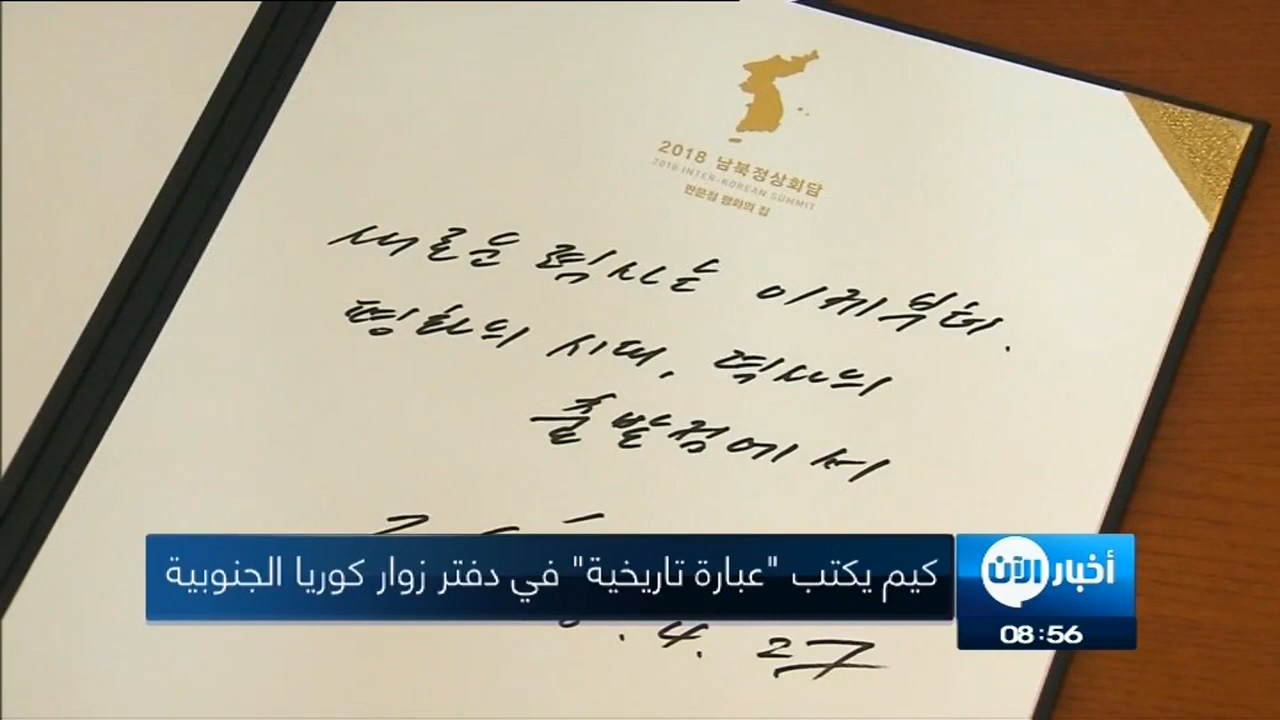 2018 남북정상회담
2018 INTER-KOREAN SUMMIT
판문점 평화의 집
새로운 력사는 이제부터.
평화의 시대, 력사의
출발점에서
كيم يكتب "عبارة تاريخية" في دفتر زوار كوريا الجنوبية
أخبار الآن
08:56
. 4. 27